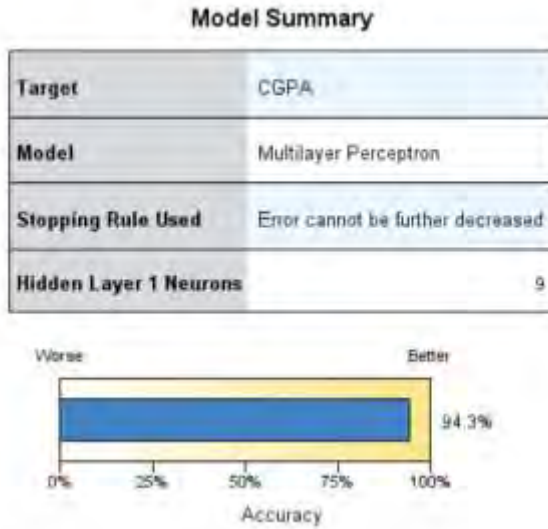 Model Summary
Target CGPA
Model Multilayer Perceptron
Stopping Rule Used Error cannot be further decreased
Hidden Layer 1 Neurons 9
Worse Better
94.3%
0% 25% 50% 75% 100%
Accuracy